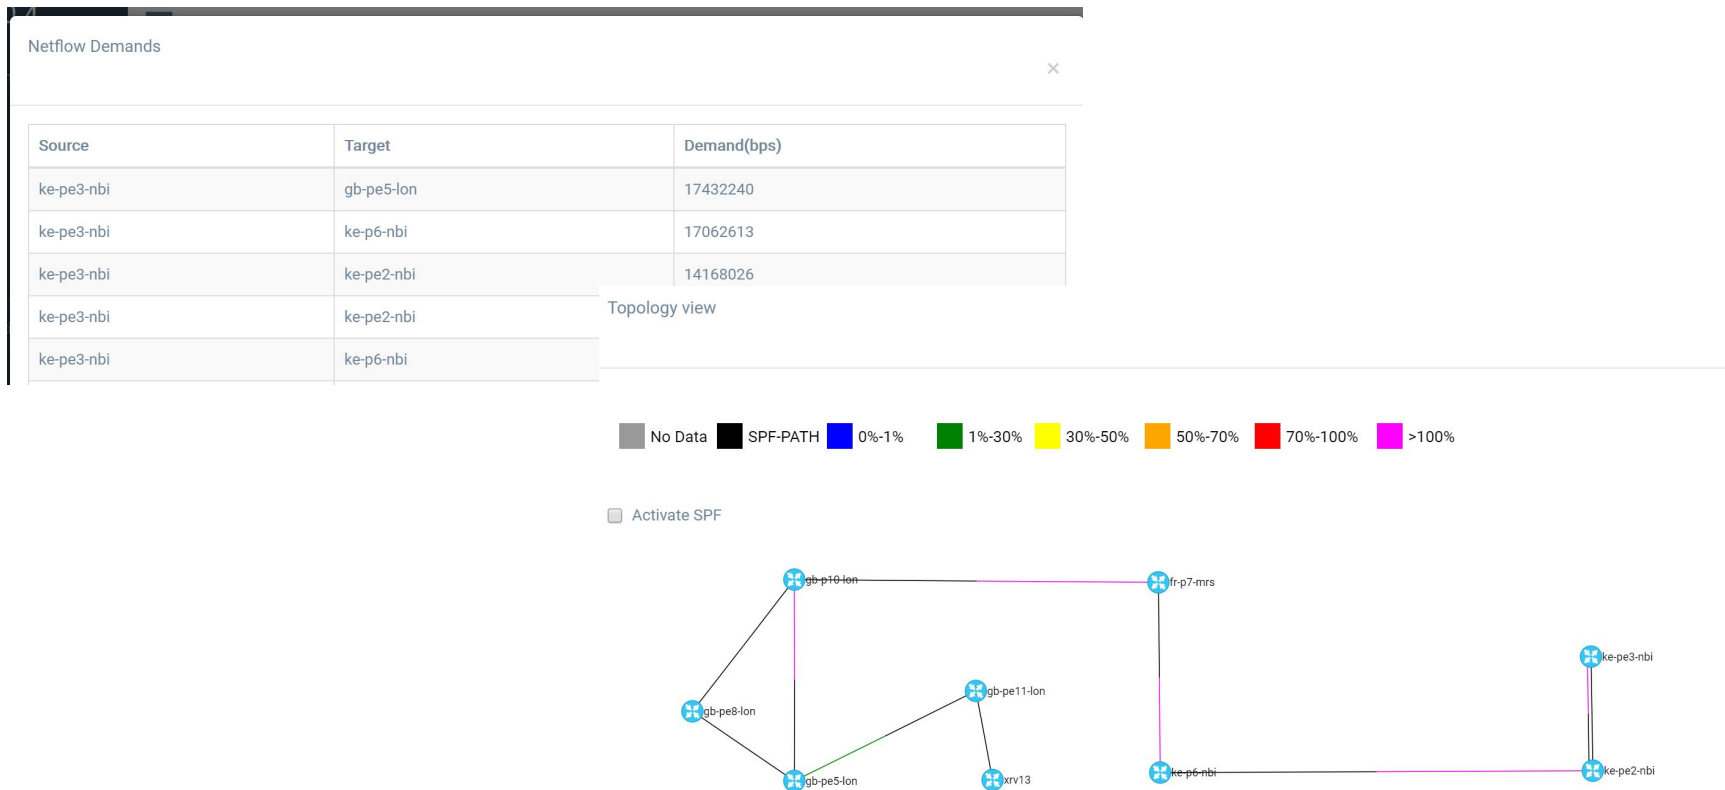 Netflow Demands
×
Source Target Demand(bps)
ke-pe3-nbi gb-pe5-lon 17432240
ke-pe3-nbi ke-p6-nbi 17062613
ke-pe3-nbi ke-pe2-nbi 14168026
ke-pe3-nbi ke-pe2-nbi
ke-pe3-nbi ke-p6-nbi
Topology view
No Data SPF-PATH 0%-1% 1%-30% 30%-50% 50%-70% 70%-100% >100%
Activate SPF
gb-p10-lon
fr-p7-mrs
ke-pe3-nbi
gb-pe11-lon
gb-pe8-lon
gb-pe5-lon
xrv13
ke-p6-nbi
ke-pe2-nbi